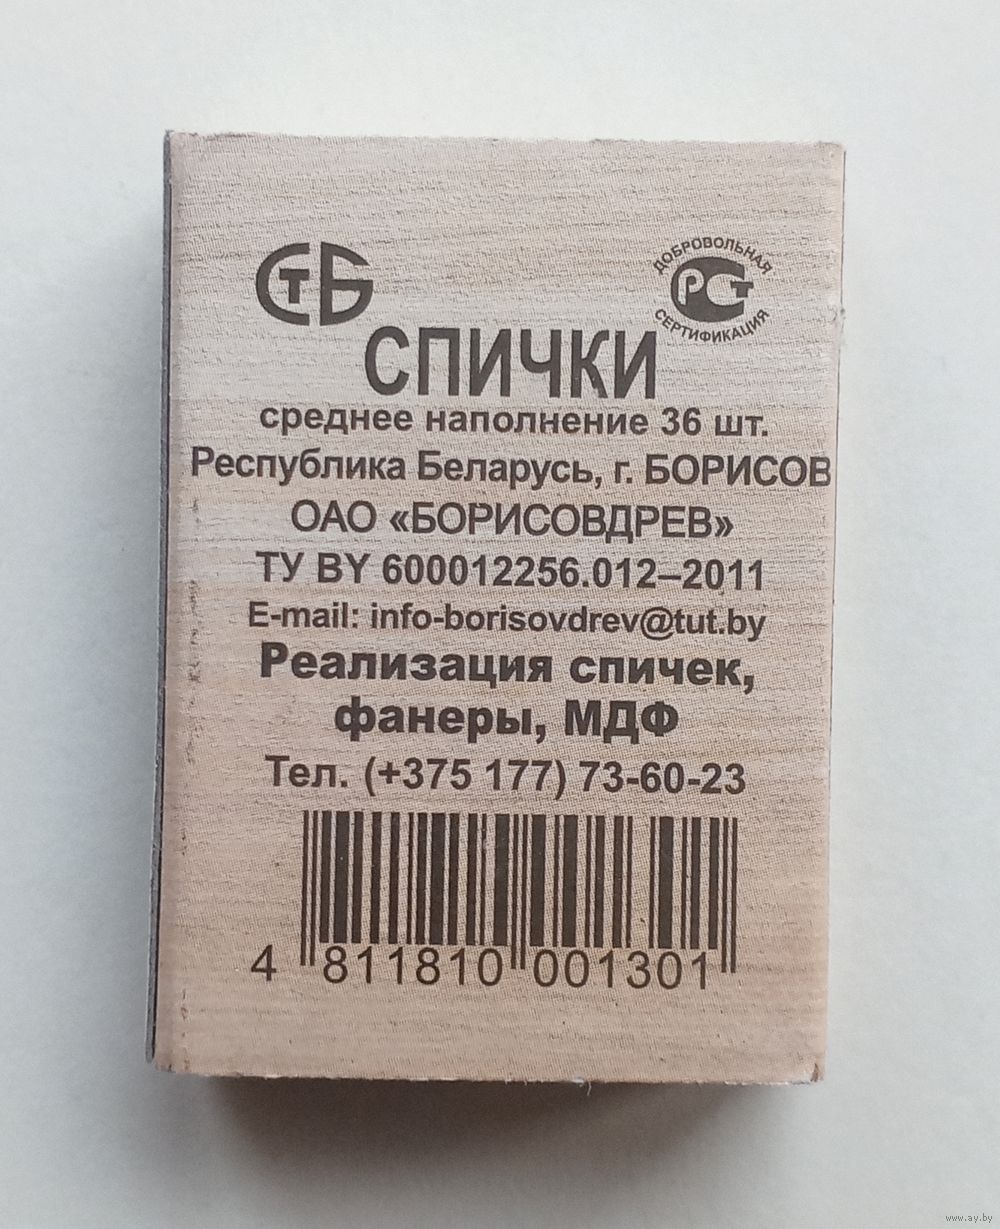 СТБ
ДОБРОВОЛЬНАЯ
РСТ
СЕРТИФИКАЦИЯ
СПИЧКИ
среднее наполнение 36 шт.
Республика Беларусь, г. БОРИСОВ
ОАО «БОРИСОВДРЕВ»
ТУ BY 600012256.012–2011
E-mail: info-borisovdrev@tut.by
Реализация спичек,
фанеры, МДФ
Тел. (+375 177) 73-60-23
4 811810 001301
www.ay.by